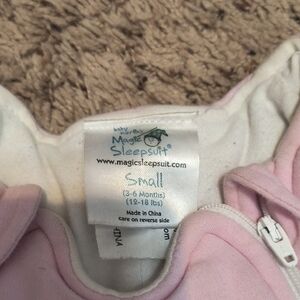 Magic
Sleepsuit
www.magicsleepsuit.com
Small
(3-6 Months)
(12-18 lbs)
Made in China
care on reverse side